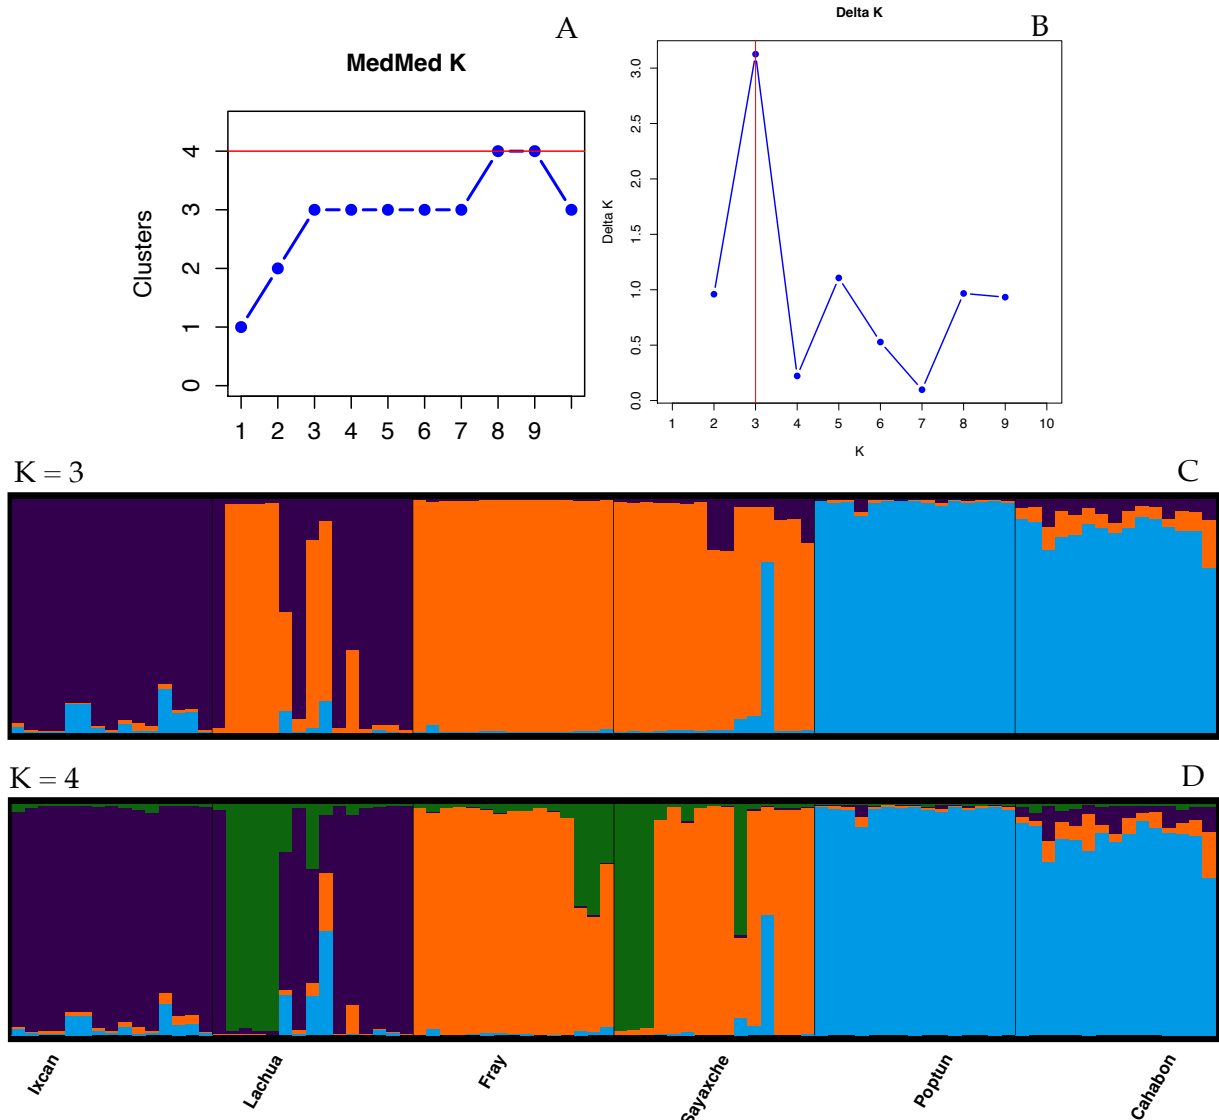 A
MedMed K
Clusters
4
3
2
1
0
1 2 3 4 5 6 7 8 9
Delta K
B
Delta K
3.0
2.5
2.0
1.5
1.0
0.5
0.0
1 2 3 4 5 6 7 8 9 10
K
K = 3
C
K = 4
D
Ixcan
Lachua
Fray
Sayaxche
Poptun
Cahabon